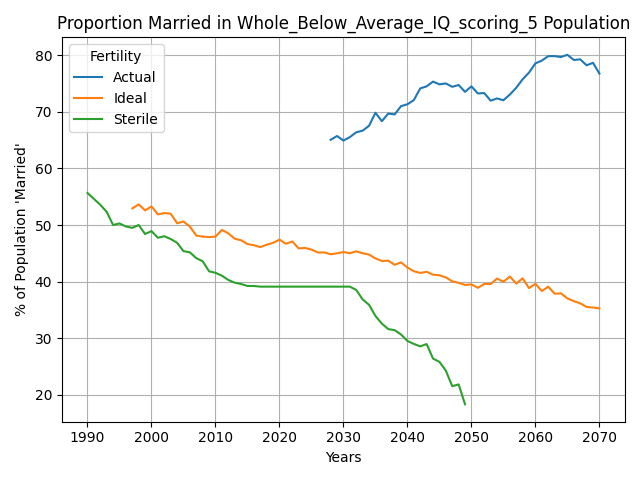 Proportion Married in Whole_Below_Average_IQ_scoring_5 Population
Fertility
Actual
Ideal
Sterile
% of Population 'Married'
80
70
60
50
40
30
20
1990 2000 2010 2020 2030 2040 2050 2060 2070
Years